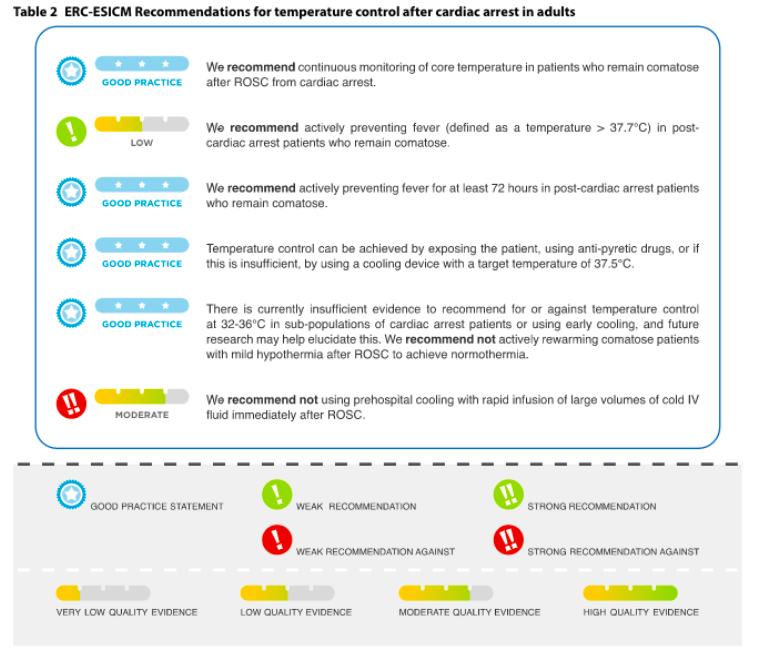 Table 2 ERC-ESICM Recommendations for temperature control after cardiac arrest in adults
GOOD PRACTICE
We recommend continuous monitoring of core temperature in patients who remain comatose
after ROSC from cardiac arrest.
LOW
We recommend actively preventing fever (defined as a temperature > 37.7°C) in post-
cardiac arrest patients who remain comatose.
GOOD PRACTICE
We recommend actively preventing fever for at least 72 hours in post-cardiac arrest patients
who remain comatose.
GOOD PRACTICE
Temperature control can be achieved by exposing the patient, using anti-pyretic drugs, or if
this is insufficient, by using a cooling device with a target temperature of 37.5°C.
GOOD PRACTICE
There is currently insufficient evidence to recommend for or against temperature control
at 32-36°C in sub-populations of cardiac arrest patients or using early cooling, and future
research may help elucidate this. We recommend not actively rewarming comatose patients
with mild hypothermia after ROSC to achieve normothermia.
MODERATE
We recommend not using prehospital cooling with rapid infusion of large volumes of cold IV
fluid immediately after ROSC.
GOOD PRACTICE STATEMENT
WEAK RECOMMENDATION
STRONG RECOMMENDATION
WEAK RECOMMENDATION AGAINST
STRONG RECOMMENDATION AGAINST
VERY LOW QUALITY EVIDENCE
LOW QUALITY EVIDENCE
MODERATE QUALITY EVIDENCE
HIGH QUALITY EVIDENCE